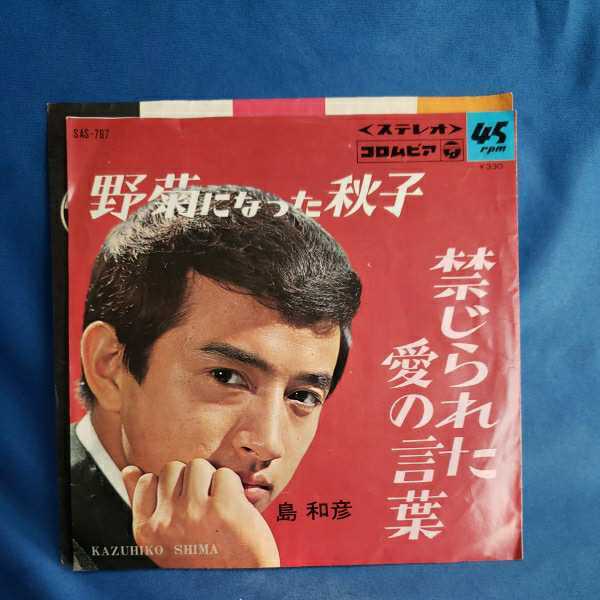 SAS-797
<ステレオ>
コロムビア
45
rpm
¥330
野菊になった秋子
禁じられた
愛の言葉
島 和彦
KAZUHIKO SHIMA